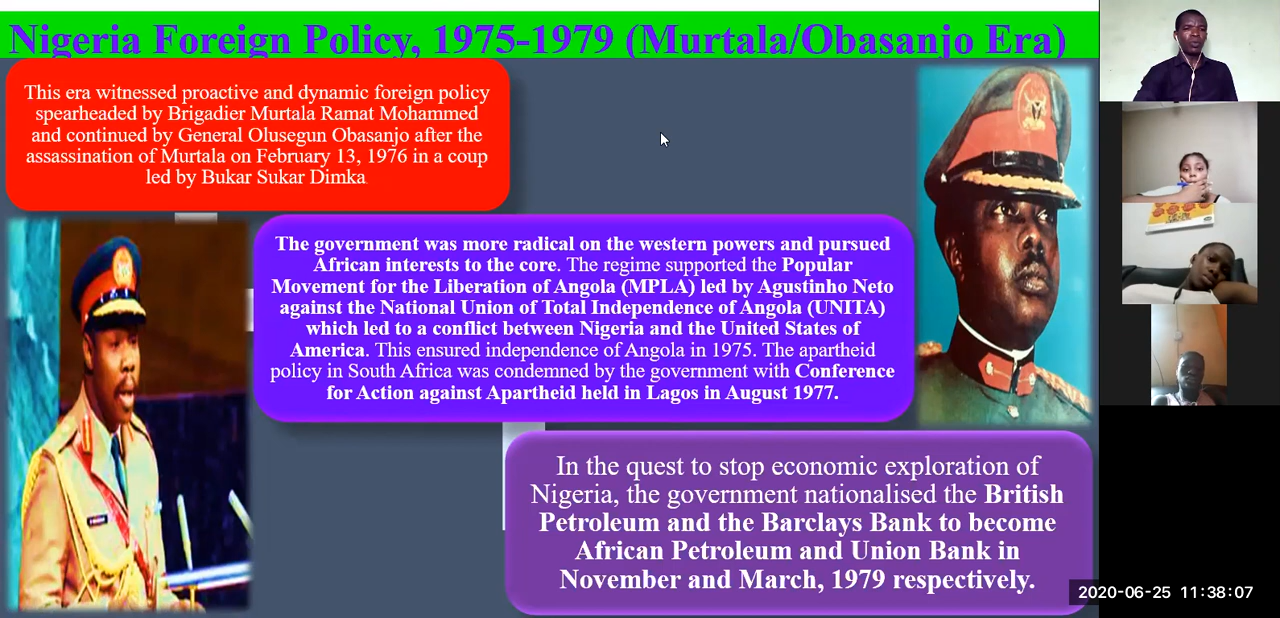 Nigeria Foreign Policy, 1975-1979 (Murtala/Obasanjo Era)
This era witnessed proactive and dynamic foreign policy
spearheaded by Brigadier Murtala Ramat Mohammed
and continued by General Olusegun Obasanjo after the
assassination of Murtala on February 13, 1976 in a coup
led by Bukar Sukar Dimka.
The government was more radical on the western powers and pursued
African interests to the core. The regime supported the Popular
Movement for the Liberation of Angola (MPLA) led by Agustinho Neto
against the National Union of Total Independence of Angola (UNITA)
which led to a conflict between Nigeria and the United States of
America. This ensured independence of Angola in 1975. The apartheid
policy in South Africa was condemned by the government with Conference
for Action against Apartheid held in Lagos in August 1977.
In the quest to stop economic exploration of
Nigeria, the government nationalised the British
Petroleum and the Barclays Bank to become
African Petroleum and Union Bank in
November and March, 1979 respectively.
2020-06-25 11:38:07